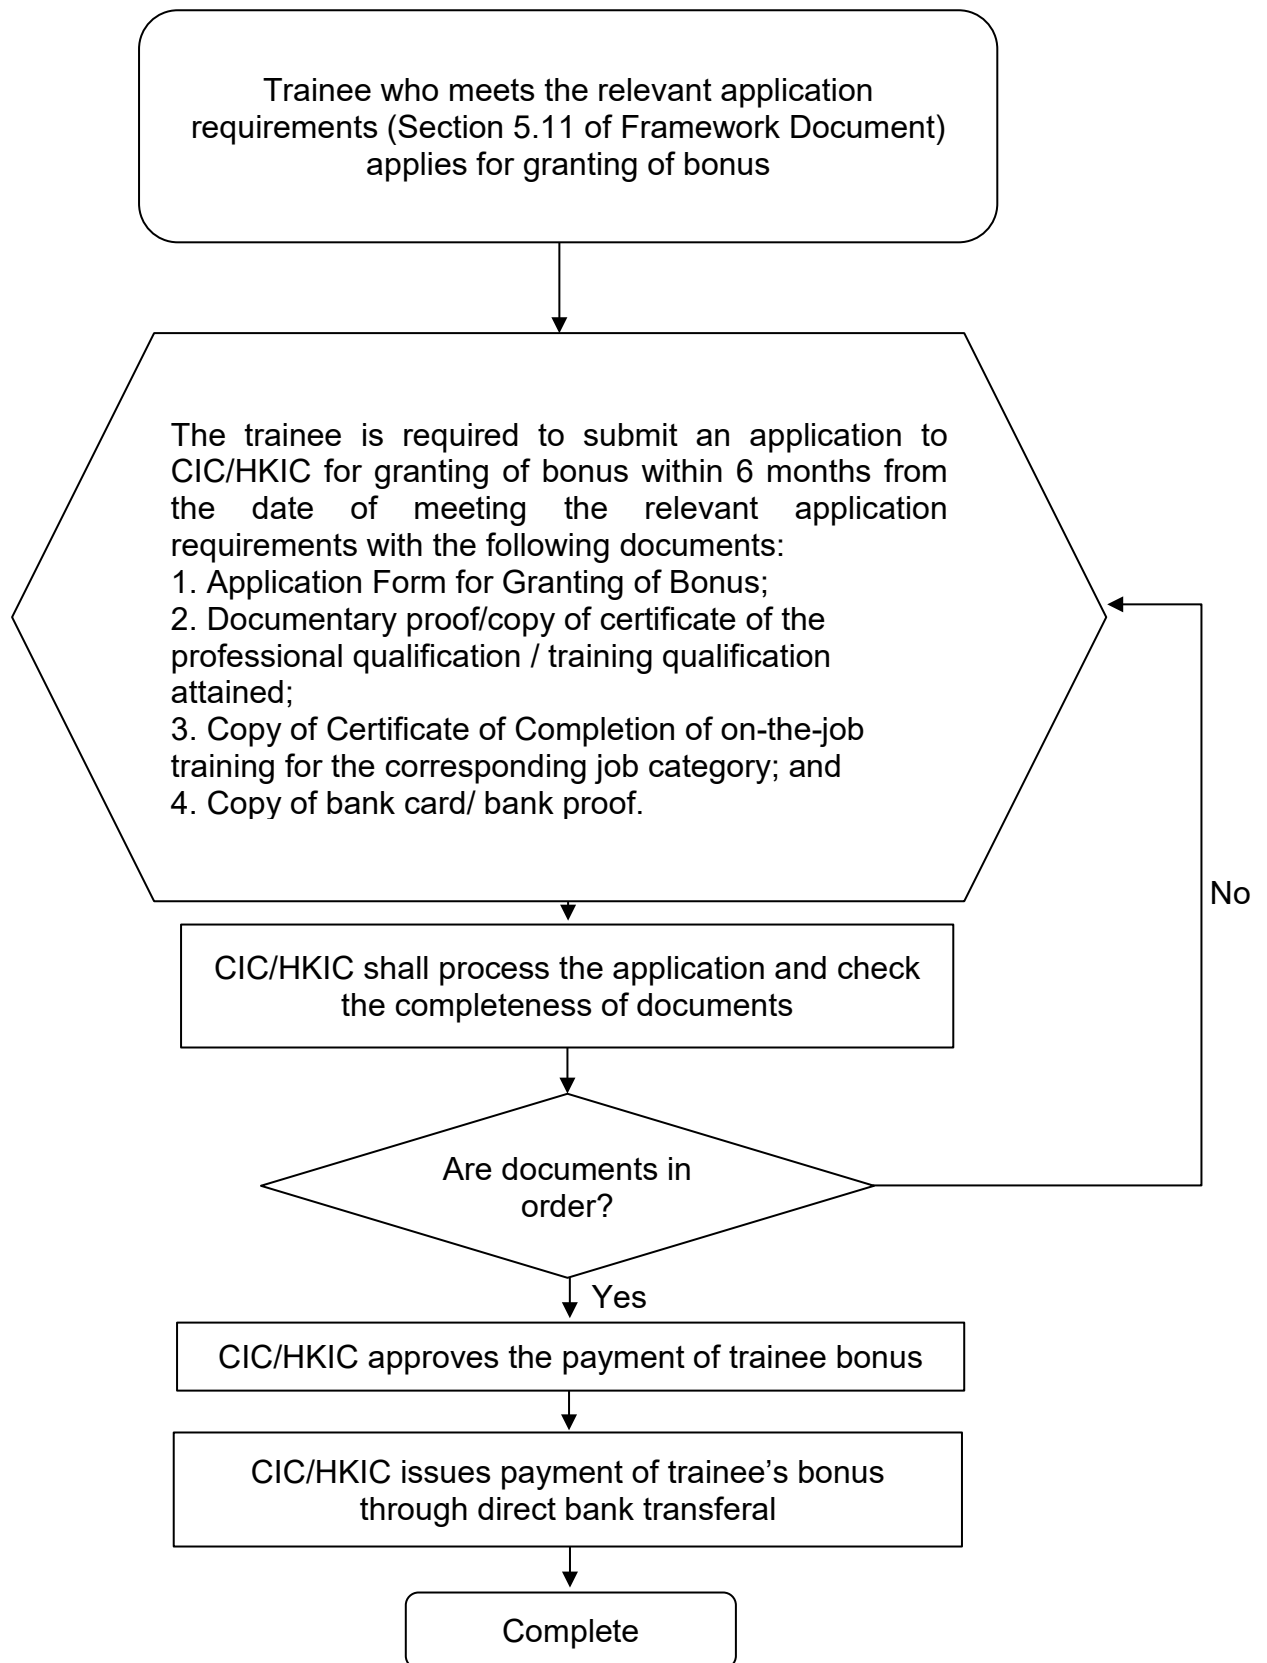 Trainee who meets the relevant application
requirements (Section 5.11 of Framework Document)
applies for granting of bonus
The trainee is required to submit an application to
CIC/HKIC for granting of bonus within 6 months from
the date of meeting the relevant application
requirements with the following documents:
1. Application Form for Granting of Bonus;
2. Documentary proof/copy of certificate of the
professional qualification / training qualification
attained;
3. Copy of Certificate of Completion of on-the-job
training for the corresponding job category; and
4. Copy of bank card/ bank proof.
No
CIC/HKIC shall process the application and check
the completeness of documents
Are documents in
order?
Yes
CIC/HKIC approves the payment of trainee bonus
CIC/HKIC issues payment of trainee’s bonus
through direct bank transferal
Complete